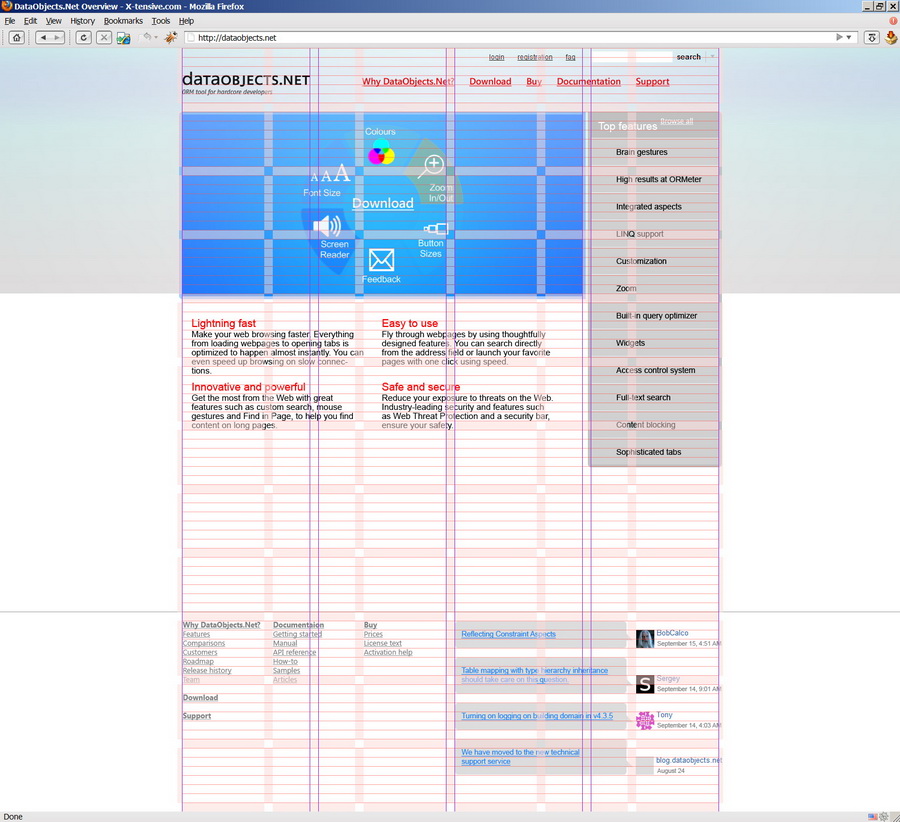 DataObjects.Net Overview - X-tensive.com - Mozilla Firefox
File Edit View History Bookmarks Tools Help
http://dataobjects.net
login registration faq search
dataOBJECTS.NET
ORM tool for hardcore developers
Why DataObjects.Net? Download Buy Documentation Support
Colours
Font Size
Zoom
In/Out
Download
Screen
Reader
Button
Sizes
Feedback
Top features Browse all
Brain gestures
High results at ORMeter
Integrated aspects
LINQ support
Customization
Zoom
Built-in query optimizer
Widgets
Access control system
Full-text search
Content blocking
Sophisticated tabs
Lightning fast
Make your web browsing faster. Everything
from loading webpages to opening tabs is
optimized to happen almost instantly. You can
even speed up browsing on slow connec-
tions.
Easy to use
Fly through webpages by using thoughtfully
designed features. You can search directly
from the address field or launch your favorite
pages with one click using speed.
Innovative and powerful
Get the most from the Web with great
features such as custom search, mouse
gestures and Find in Page, to help you find
content on long pages.
Safe and secure
Reduce your exposure to threats on the Web.
Industry-leading security and features such
as Web Threat Protection and a security bar,
ensure your safety.
Why DataObjects.Net?
Features
Comparisons
Customers
Roadmap
Release history
Team
Download
Support
Documentaion
Getting started
Manual
API reference
How-to
Samples
Articles
Buy
Prices
License text
Activation help
Reflecting Constraint Aspects
BobCalco
September 15, 4:51 AM
Table mapping with type hierarchy inheritance
should take care on this question.
Sergey
September 14, 9:01 AM
Turning on logging on building domain in v4.3.5
Tony
September 14, 4:03 AM
We have moved to the new technical
support service
blog.dataobjects.net
August 24
Done